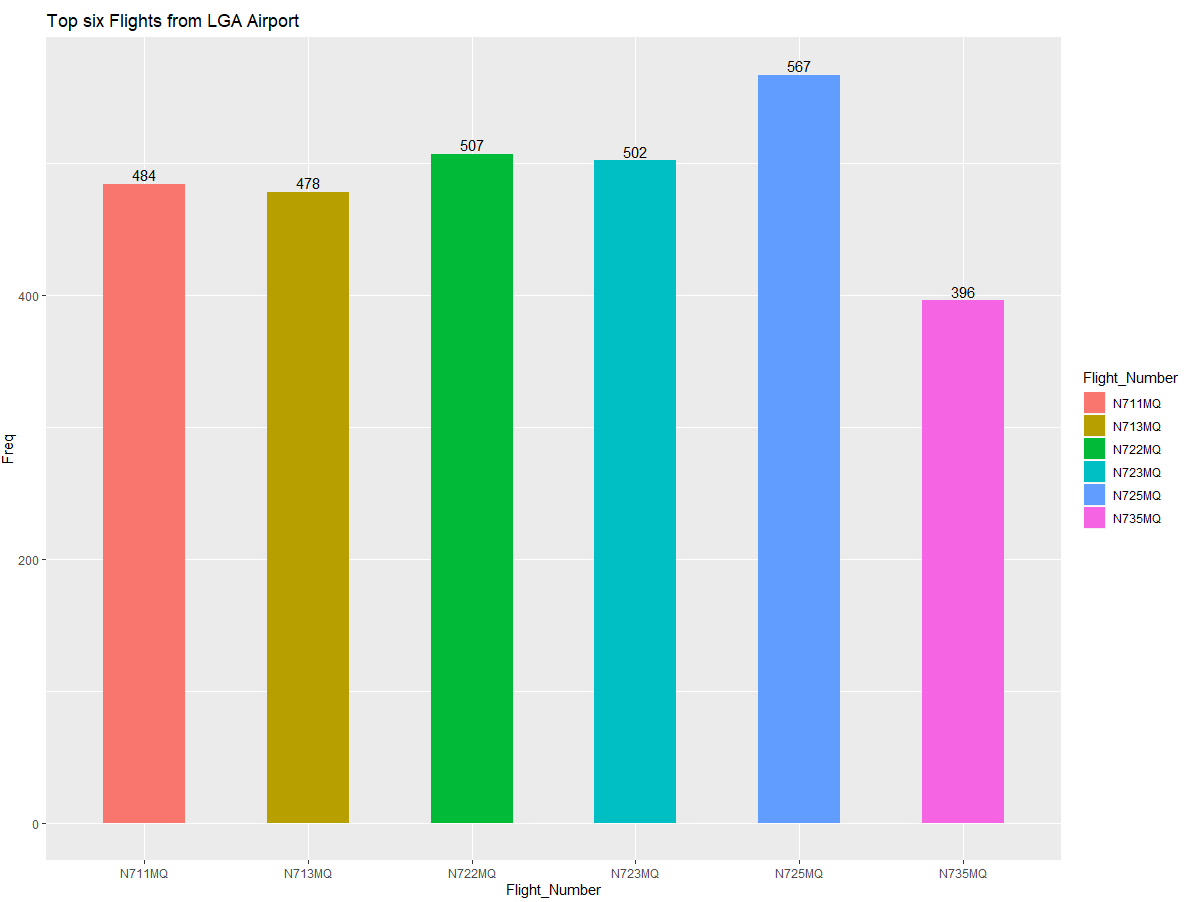 Top six Flights from LGA Airport
567
507
502
484
478
396
400
200
0
Freq
N711MQ N713MQ N722MQ N723MQ N725MQ N735MQ
Flight_Number
Flight_Number
N711MQ
N713MQ
N722MQ
N723MQ
N725MQ
N735MQ